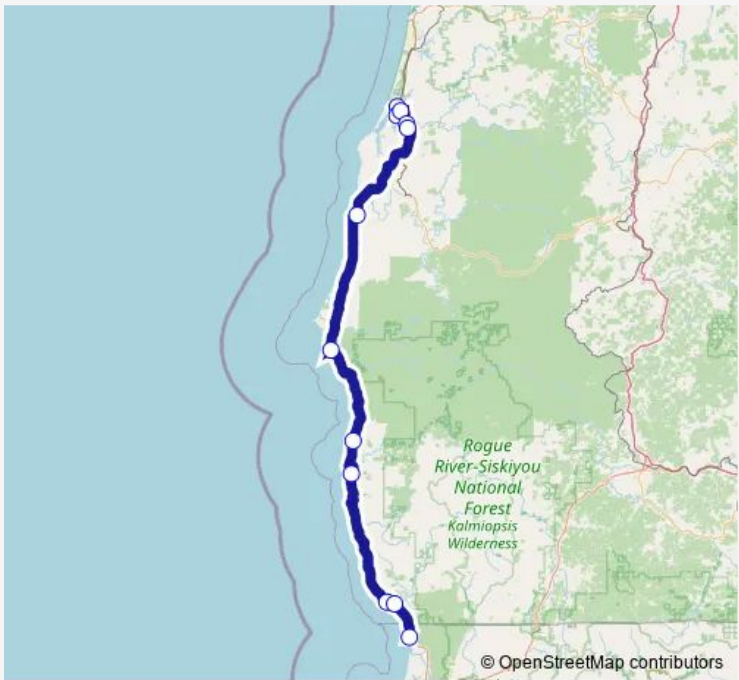 Rogue
River-Siskiyou
National
Forest
Kalmiopsis
Wilderness
© OpenStreetMap contributors